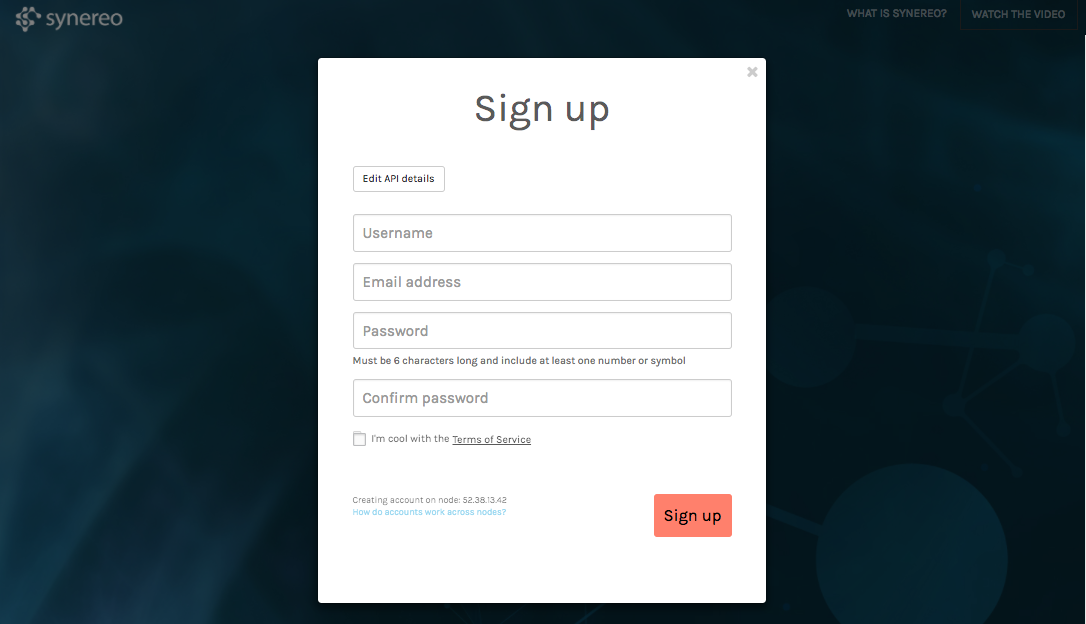 synereo
WHAT IS SYNEREO?
WATCH THE VIDEO
Sign up
Edit API details
Username
Email address
Password
Must be 6 characters long and include at least one number or symbol
Confirm password
I'm cool with the Terms of Service
Creating account on node: 52.38.13.42
How do accounts work across nodes?
Sign up